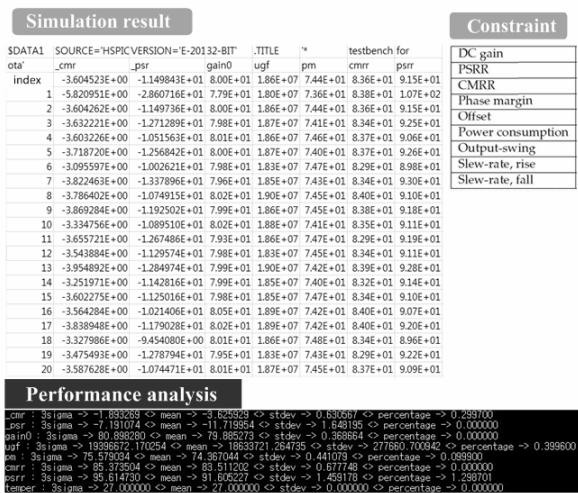 Simulation result
Constraint
$DATA1 SOURCE='HSPIC VERSION='E-20132-BIT' .TITLE '* testbench for
ota' _cmr _psr gain0 ugf pm cmrr psrr
index -3.604523E+00 -1.149843E+01 8.00E+01 1.86E+07 7.44E+01 8.36E+01 9.15E+01
1 -5.820951E+00 -2.860716E+01 7.79E+01 1.80E+07 7.36E+01 8.38E+01 1.07E+02
2 -3.604262E+00 -1.149736E+01 8.00E+01 1.86E+07 7.44E+01 8.36E+01 9.15E+01
3 -3.632221E+00 -1.271289E+01 7.98E+01 1.87E+07 7.41E+01 8.34E+01 9.25E+01
4 -3.603226E+00 -1.051563E+01 8.01E+01 1.86E+07 7.46E+01 8.37E+01 9.06E+01
5 -3.718720E+00 -1.256842E+01 8.00E+01 1.87E+07 7.40E+01 8.37E+01 9.26E+01
6 -3.095597E+00 -1.002621E+01 7.98E+01 1.83E+07 7.47E+01 8.29E+01 8.98E+01
7 -3.822463E+00 -1.337896E+01 7.96E+01 1.85E+07 7.43E+01 8.34E+01 9.30E+01
8 -3.786402E+00 -1.074915E+01 8.02E+01 1.90E+07 7.45E+01 8.40E+01 9.10E+01
9 -3.869284E+00 -1.192502E+01 7.99E+01 1.86E+07 7.45E+01 8.38E+01 9.18E+01
10 -3.334756E+00 -1.089510E+01 8.02E+01 1.88E+07 7.41E+01 8.35E+01 9.11E+01
11 -3.655721E+00 -1.267486E+01 7.93E+01 1.86E+07 7.47E+01 8.29E+01 9.19E+01
12 -3.543884E+00 -1.129574E+01 7.98E+01 1.83E+07 7.45E+01 8.34E+01 9.11E+01
13 -3.954892E+00 -1.284974E+01 7.99E+01 1.90E+07 7.42E+01 8.39E+01 9.28E+01
14 -3.251971E+00 -1.142816E+01 7.99E+01 1.85E+07 7.40E+01 8.32E+01 9.14E+01
15 -3.602275E+00 -1.125016E+01 7.98E+01 1.85E+07 7.47E+01 8.34E+01 9.10E+01
16 -3.564284E+00 -1.021406E+01 8.05E+01 1.89E+07 7.42E+01 8.40E+01 9.07E+01
17 -3.838948E+00 -1.179028E+01 8.02E+01 1.89E+07 7.42E+01 8.40E+01 9.20E+01
18 -3.327986E+00 -9.454080E+00 8.01E+01 1.86E+07 7.48E+01 8.34E+01 8.96E+01
19 -3.475493E+00 -1.278794E+01 7.95E+01 1.83E+07 7.43E+01 8.29E+01 9.22E+01
20 -3.587628E+00 -1.074471E+01 8.01E+01 1.87E+07 7.45E+01 8.37E+01 9.09E+01
DC gain
PSRR
CMRR
Phase margin
Offset
Power consumption
Output-swing
Slew-rate, rise
Slew-rate, fall
Performance analysis
_cmr : 3sigma -> -1.893269 <> mean -> -3.625929 <> stdev -> 0.630567 <> percentage -> 0.299700
_psr : 3sigma -> -7.191074 <> mean -> -11.719954 <> stdev -> 1.648195 <> percentage -> 0.000000
gain0 : 3sigma -> 80.898280 <> mean -> 79.885273 <> stdev -> 0.368664 <> percentage -> 0.000000
ugf : 3sigma -> 19396672.170254 <> mean -> 18633721.264735 <> stdev -> 277660.700942 <> percentage -> 0.399600
pm : 3sigma -> 75.579034 <> mean -> 74.367044 <> stdev -> 0.441079 <> percentage -> 0.099900
cmrr : 3sigma -> 85.373504 <> mean -> 83.511202 <> stdev -> 0.677748 <> percentage -> 0.000000
psrr : 3sigma -> 95.614730 <> mean -> 91.605227 <> stdev -> 1.459178 <> percentage -> 1.298701
temper : 3sigma -> 27.000000 <> mean -> 27.000000 <> stdev -> 0.000000 <> percentage -> 0.000000